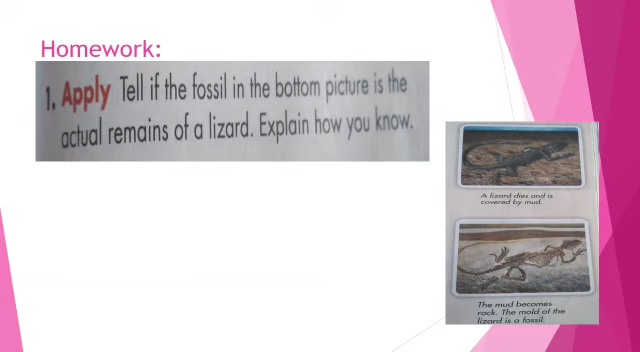 Homework:
1. Apply Tell if the fossil in the bottom picture is the
actual remains of a lizard. Explain how you know.
A lizard dies and is
covered by mud.
The mud becomes
rock. The mold of the
lizard is a fossil.